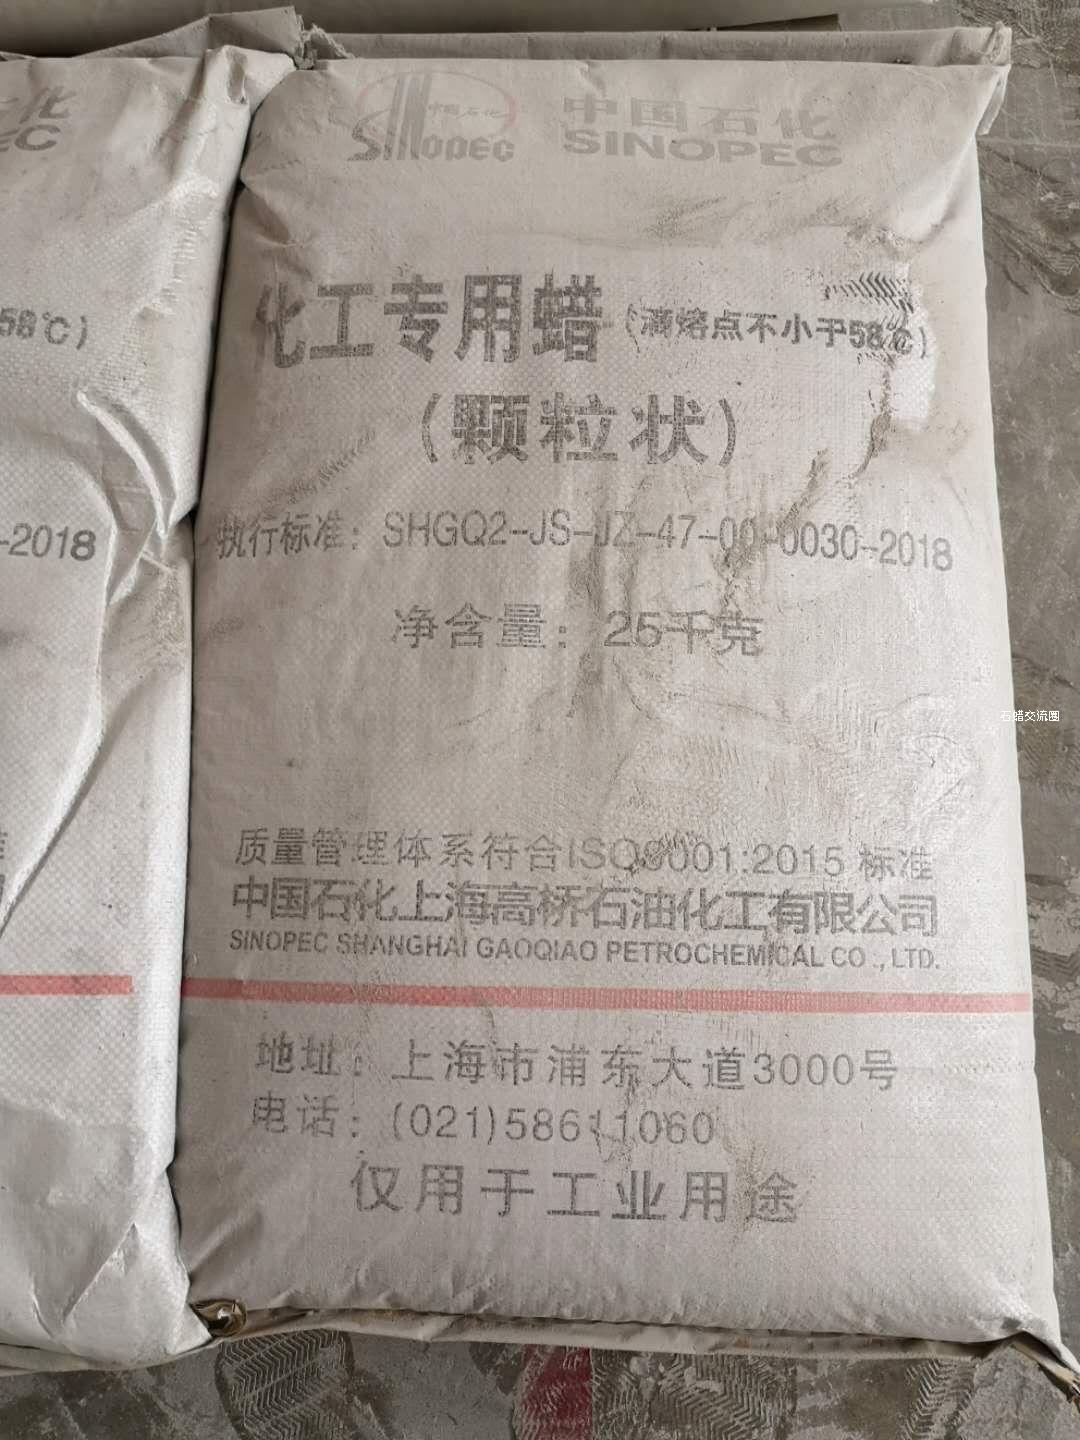 中国石化
SINOPEC
中国石化
SINOPEC
化工专用蜡(滴熔点不小于58℃)
(颗粒状)
执行标准：SHGQ2-JS-JZ-47-00-0030-2018
净含量：25千克
质量管理体系符合ISO9001:2015 标准
中国石化上海高桥石油化工有限公司
SINOPEC SHANGHAI GAOQIAO PETROCHEMICAL CO.,LTD.
地址：上海市浦东大道3000号
电话：(021)58611060
仅用于工业用途
化
EC
58℃)
-2018
石蜡交流圈